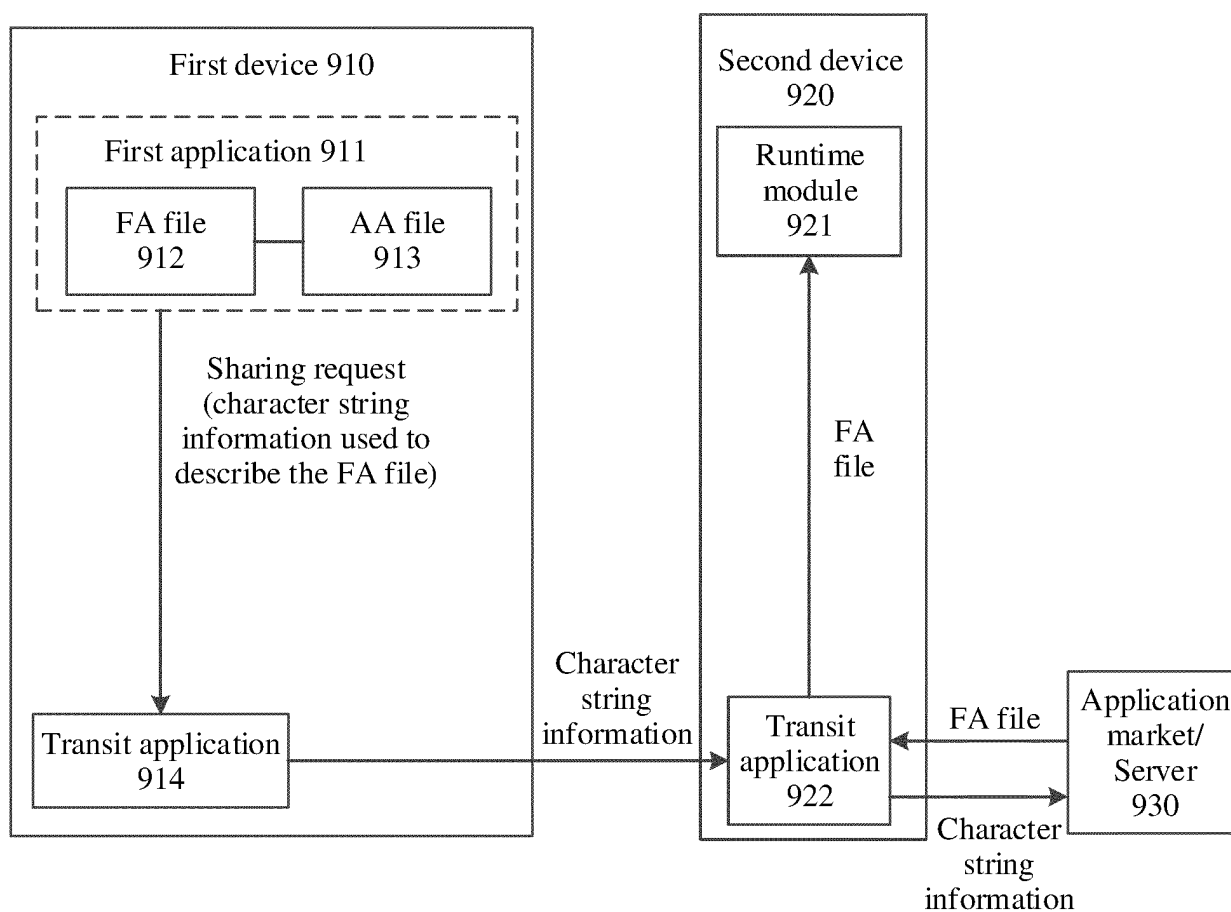 First device 910
First application 911
FA file
912
AA file
913
Sharing request
(character string
information used to
describe the FA file)
Transit application
914
Character
string
information
Second device
920
Runtime
module
921
FA
file
Transit
application
922
FA file
Character
string
information
Application
market/
Server
930